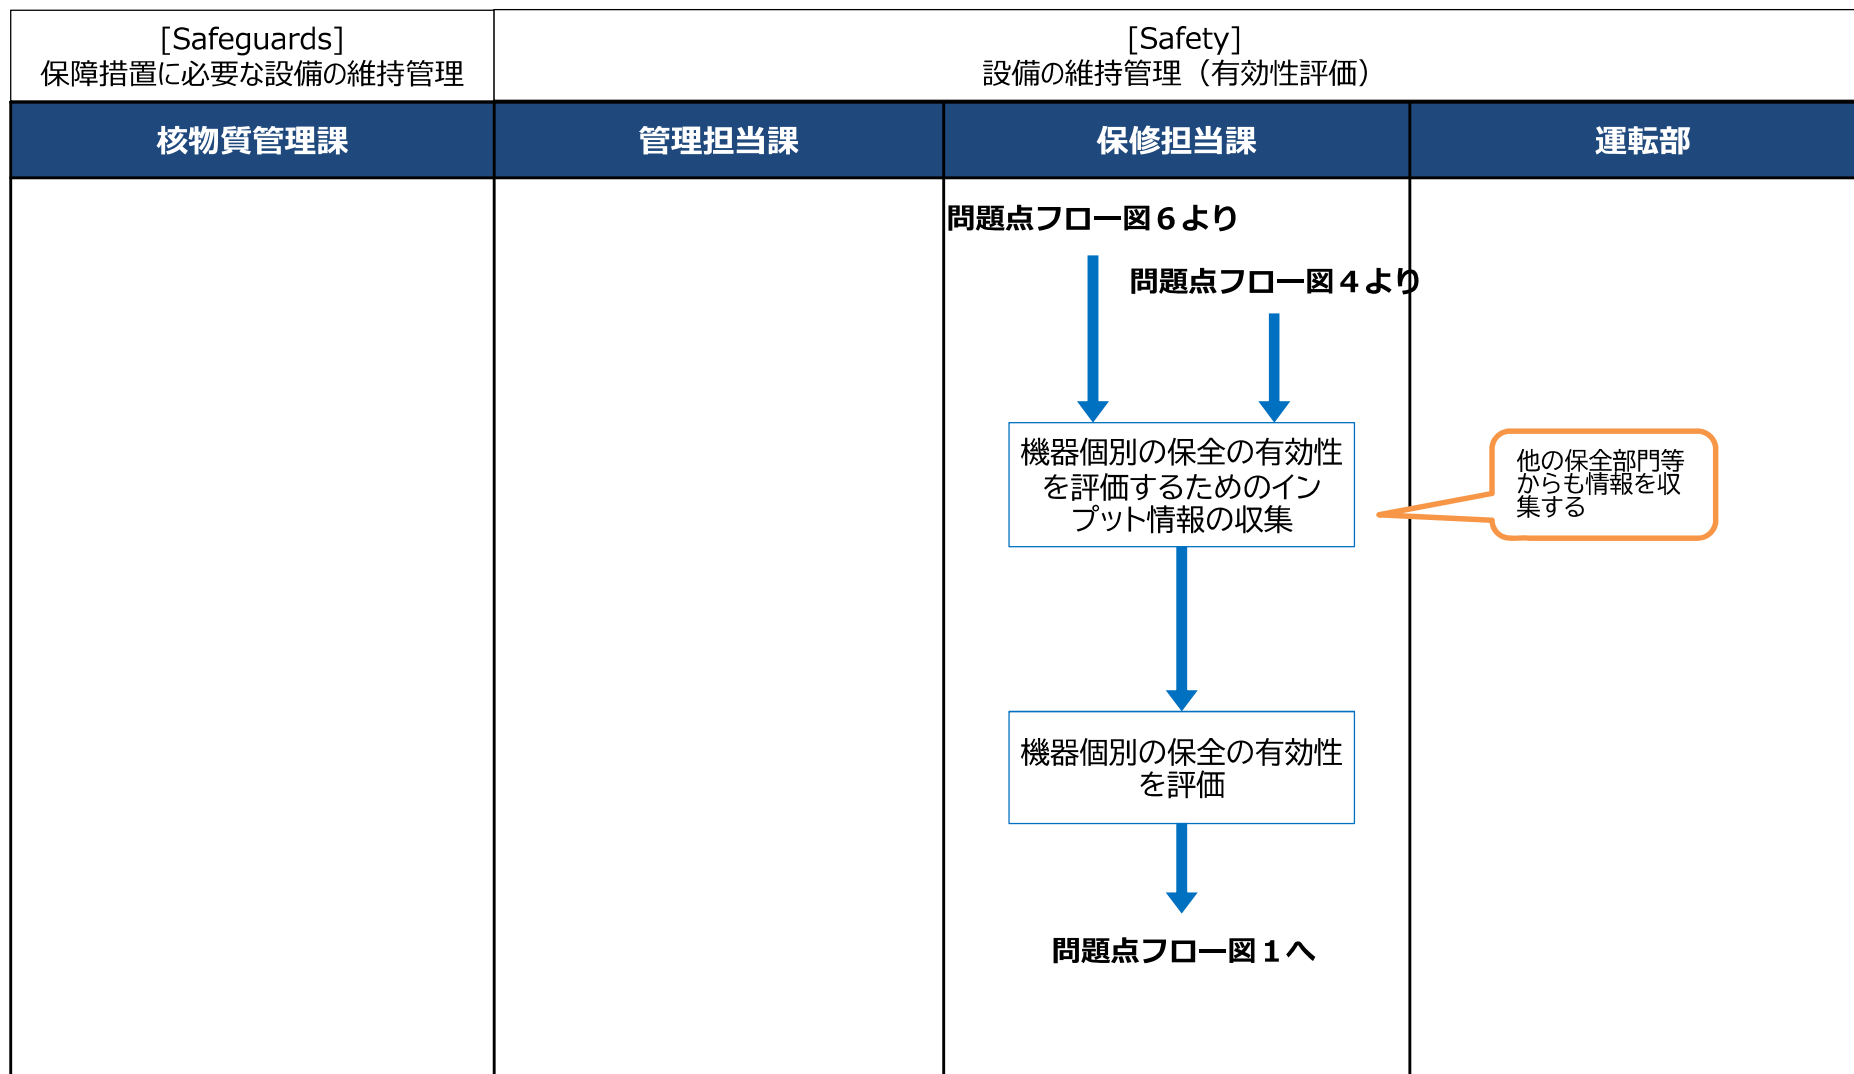 [Safeguards]
保障措置に必要な設備の維持管理
[Safety]
設備の維持管理（有効性評価）
核物質管理課
管理担当課
保修担当課
運転部
問題点フロー図６より
問題点フロー図４より
機器個別の保全の有効性
を評価するためのイン
プット情報の収集
他の保全部門等
からも情報を収
集する
機器個別の保全の有効性
を評価
問題点フロー図１へ